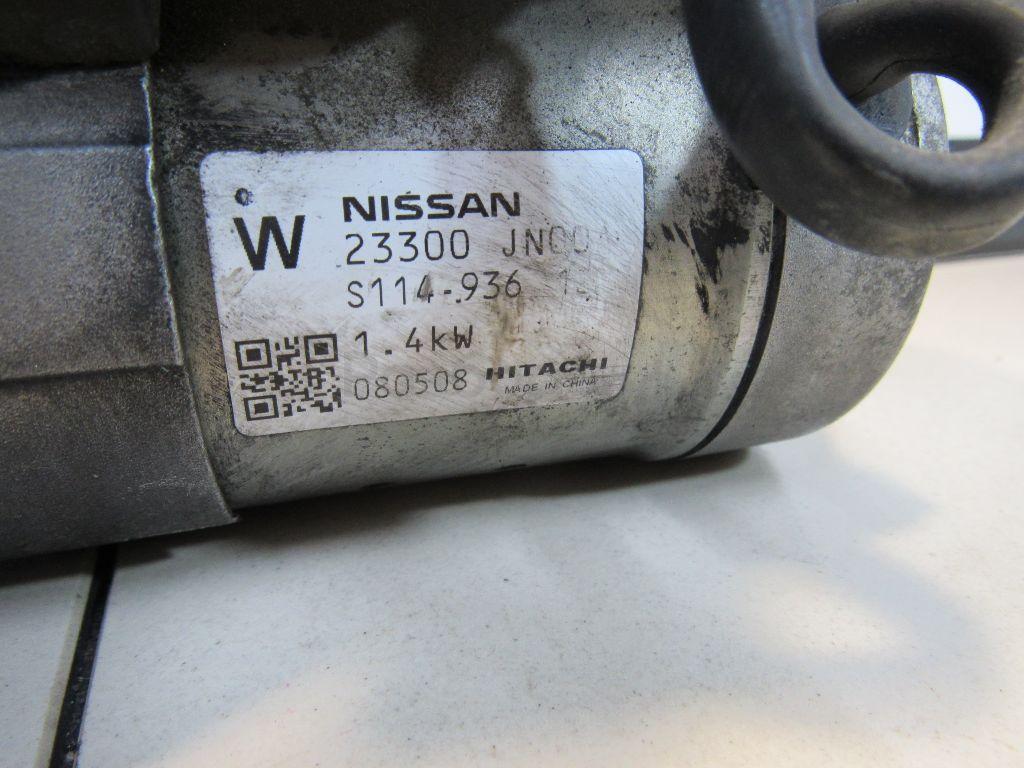 NISSAN
W
23300
S114-936
1.4kW
080508 HITACHI
MADE IN CHINA